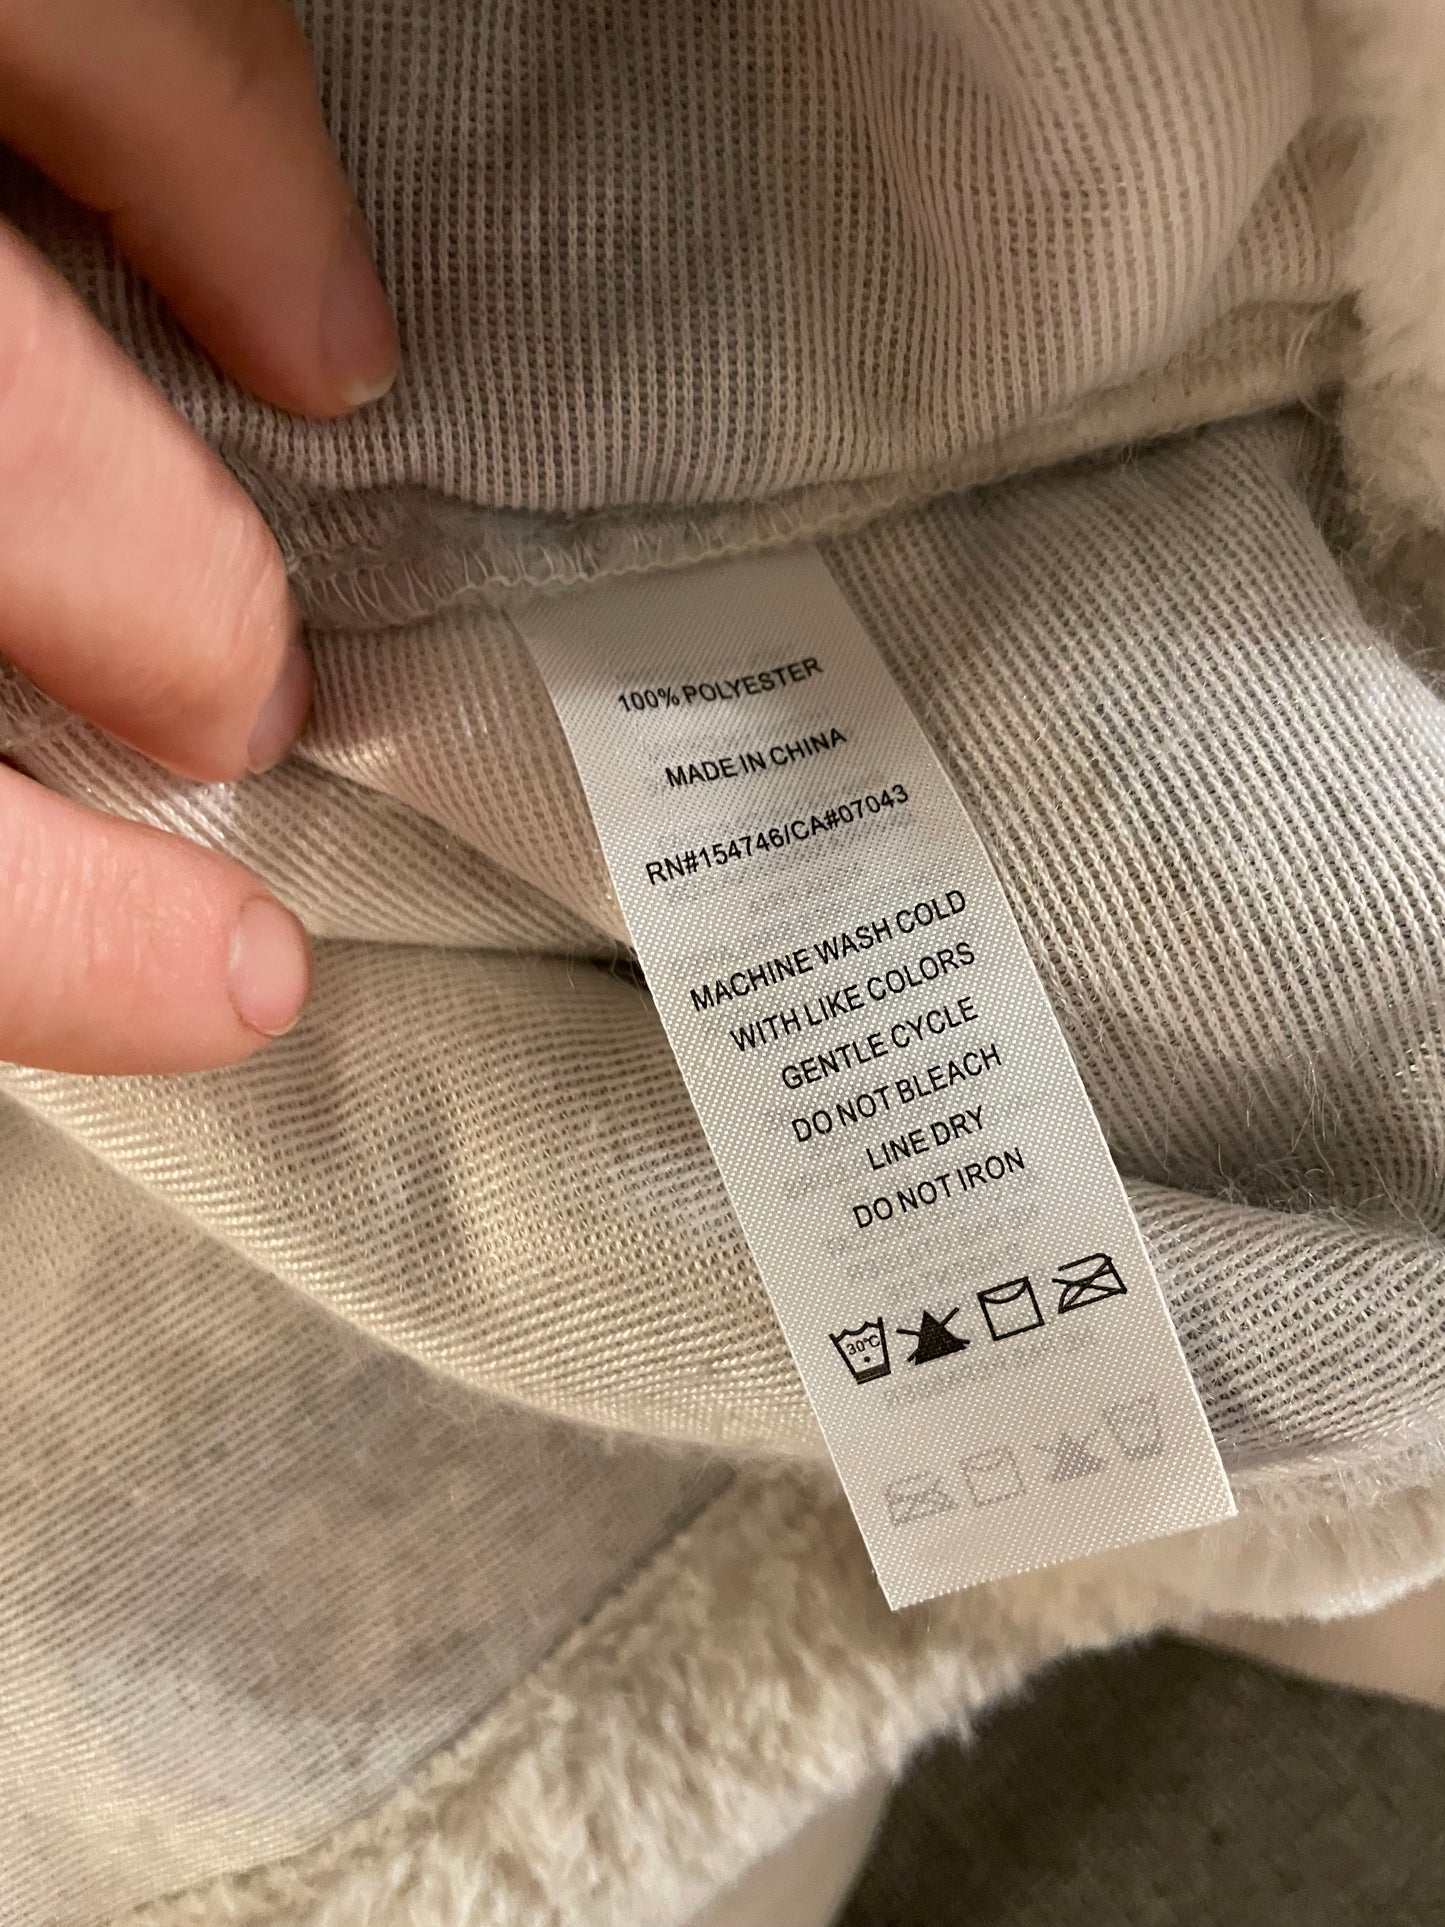 100% POLYESTER
MADE IN CHINA
RN#154746/CA#07043
MACHINE WASH COLD
WITH LIKE COLORS
GENTLE CYCLE
DO NOT BLEACH
LINE DRY
DO NOT IRON
30°C